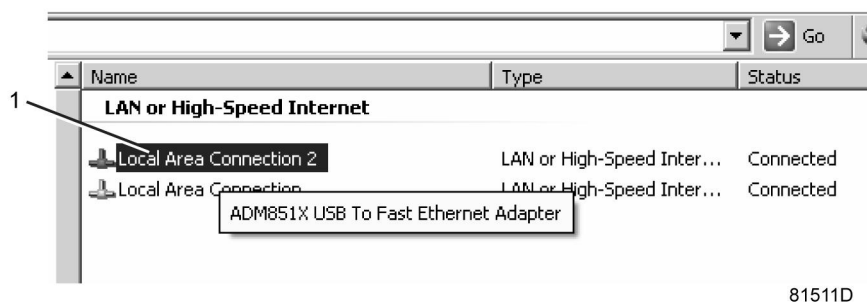 Go
Name Type Status
1
LAN or High-Speed Internet
Local Area Connection 2 LAN or High-Speed Inter... Connected
Local Area Connection LAN or High-Speed Inter... Connected
ADM851X USB To Fast Ethernet Adapter
81511D